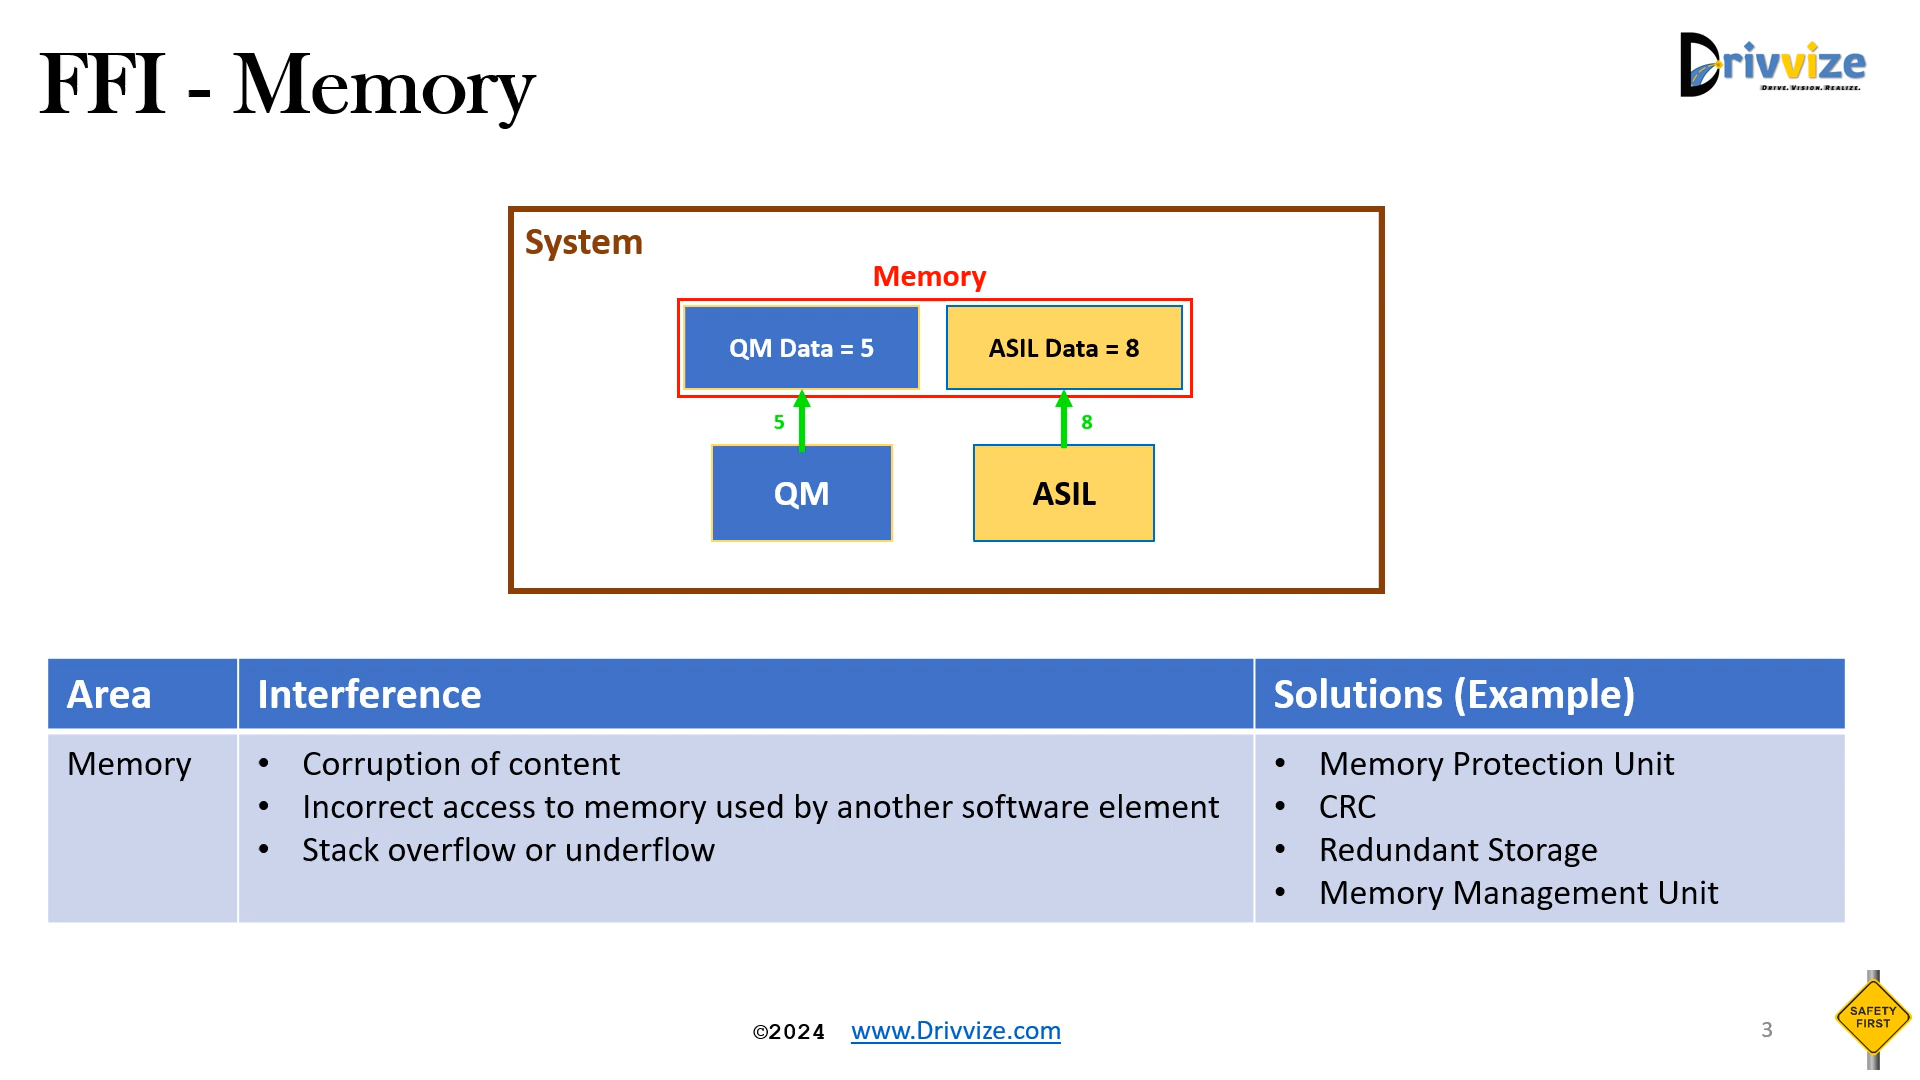 FFI - Memory
Drivvize
DRIVE. VISION. REALIZE.
System
Memory
QM Data = 5
ASIL Data = 8
5
8
QM
ASIL
Area
Interference
Solutions (Example)
Memory
• Corruption of content
• Incorrect access to memory used by another software element
• Stack overflow or underflow
• Memory Protection Unit
• CRC
• Redundant Storage
• Memory Management Unit
©2024 www.Drivvize.com
3
SAFETY
FIRST